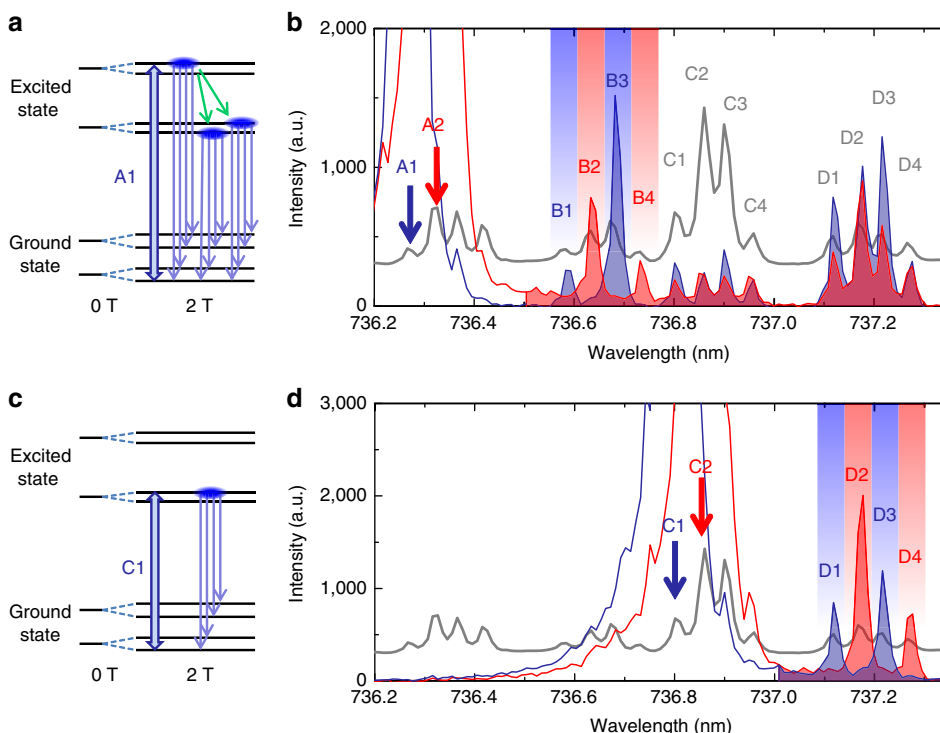 a
Excited
state
A1
Ground
state
0 T
2 T
b
2,000
1,000
0
Intensity (a.u.)
A1
A2
B1
B2
B3
B4
C1
C2
C3
C4
D1
D2
D3
D4
736.2 736.4 736.6 736.8 737.0 737.2
Wavelength (nm)
c
Excited
state
C1
Ground
state
0 T
2 T
d
3,000
2,000
1,000
0
Intensity (a.u.)
C1
C2
D1
D2
D3
D4
736.2 736.4 736.6 736.8 737.0 737.2
Wavelength (nm)